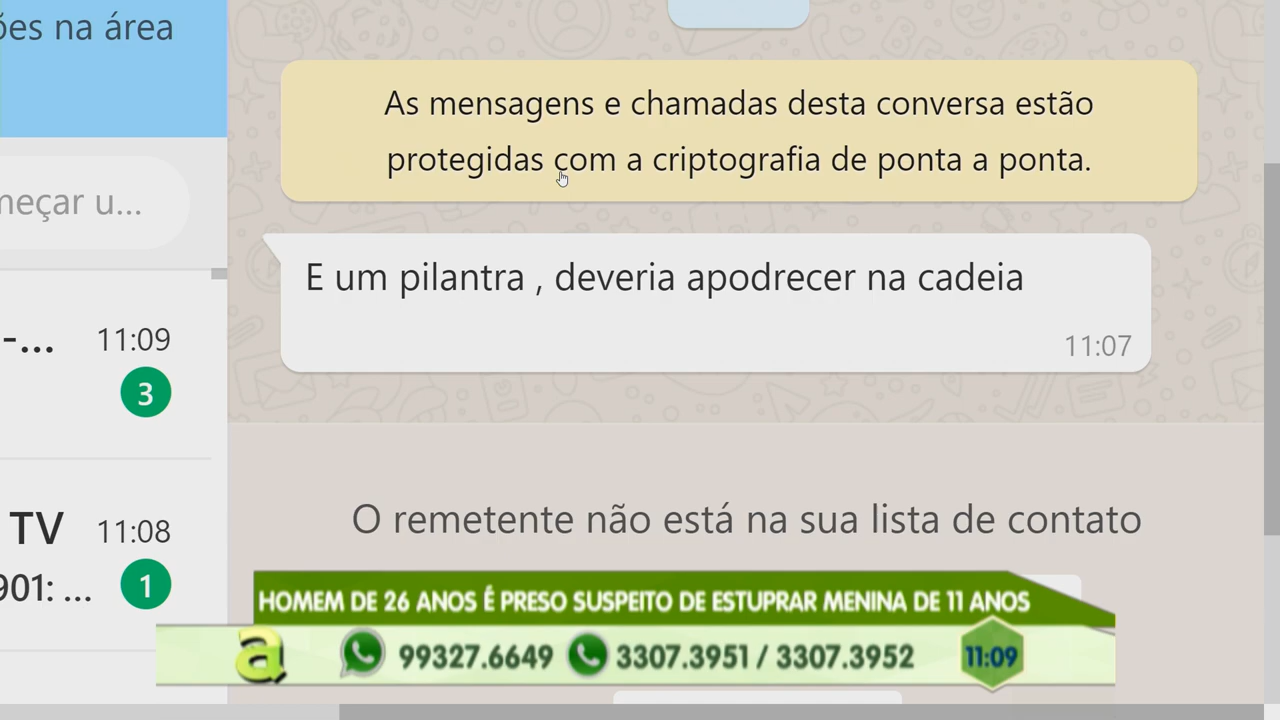 ões na área
As mensagens e chamadas desta conversa estão
protegidas com a criptografia de ponta a ponta.
meçar u...
E um pilantra , deveria apodrecer na cadeia
11:07
-... 11:09
3
TV 11:08
901: ... 1
O remetente não está na sua lista de contato
HOMEM DE 26 ANOS É PRESO SUSPEITO DE ESTUPRAR MENINA DE 11 ANOS
a 99327.6649 3307.3951 / 3307.3952 11:09